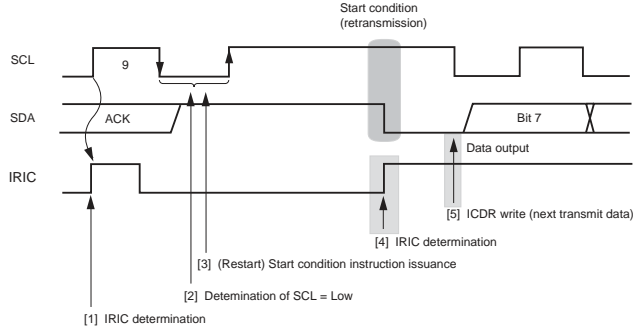 Start condition
(retransmission)
SCL
9
SDA
ACK
Bit 7
Data output
IRIC
[5] ICDR write (next transmit data)
[4] IRIC determination
[3] (Restart) Start condition instruction issuance
[2] Detemination of SCL = Low
[1] IRIC determination